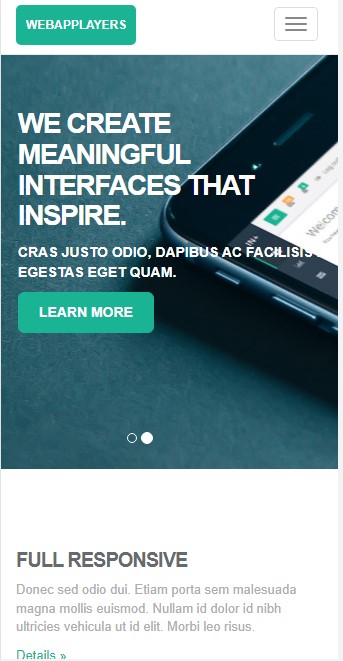 WEBAPPLAYERS
WE CREATE
MEANINGFUL
INTERFACES THAT
INSPIRE.
CRAS JUSTO ODIO, DAPIBUS AC FACILISIS
EGESTAS EGET QUAM.
LEARN MORE
FULL RESPONSIVE
Donec sed odio dui. Etiam porta sem malesuada
magna mollis euismod. Nullam id dolor id nibh
ultricies vehicula ut id elit. Morbi leo risus.
Details »